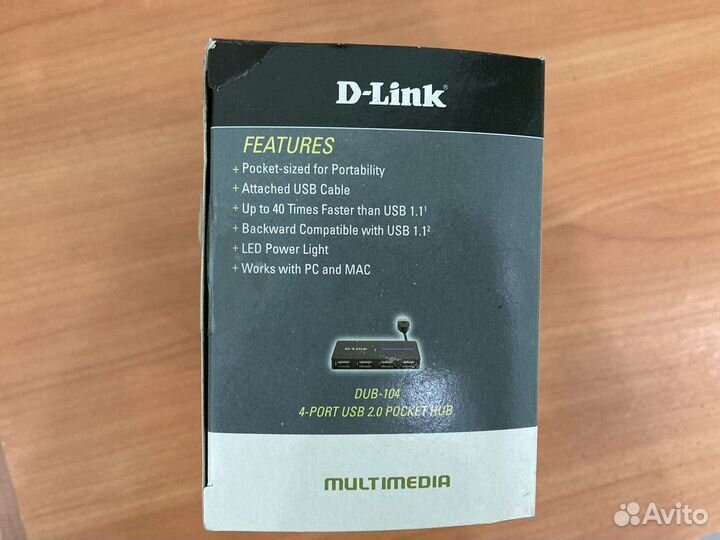 D-Link®
FEATURES
+ Pocket-sized for Portability
+ Attached USB Cable
+ Up to 40 Times Faster than USB 1.1¹
+ Backward Compatible with USB 1.1²
+ LED Power Light
+ Works with PC and MAC
D-Link
DUB-104
4-PORT USB 2.0 POCKET HUB
MULTIMEDIA
Avito